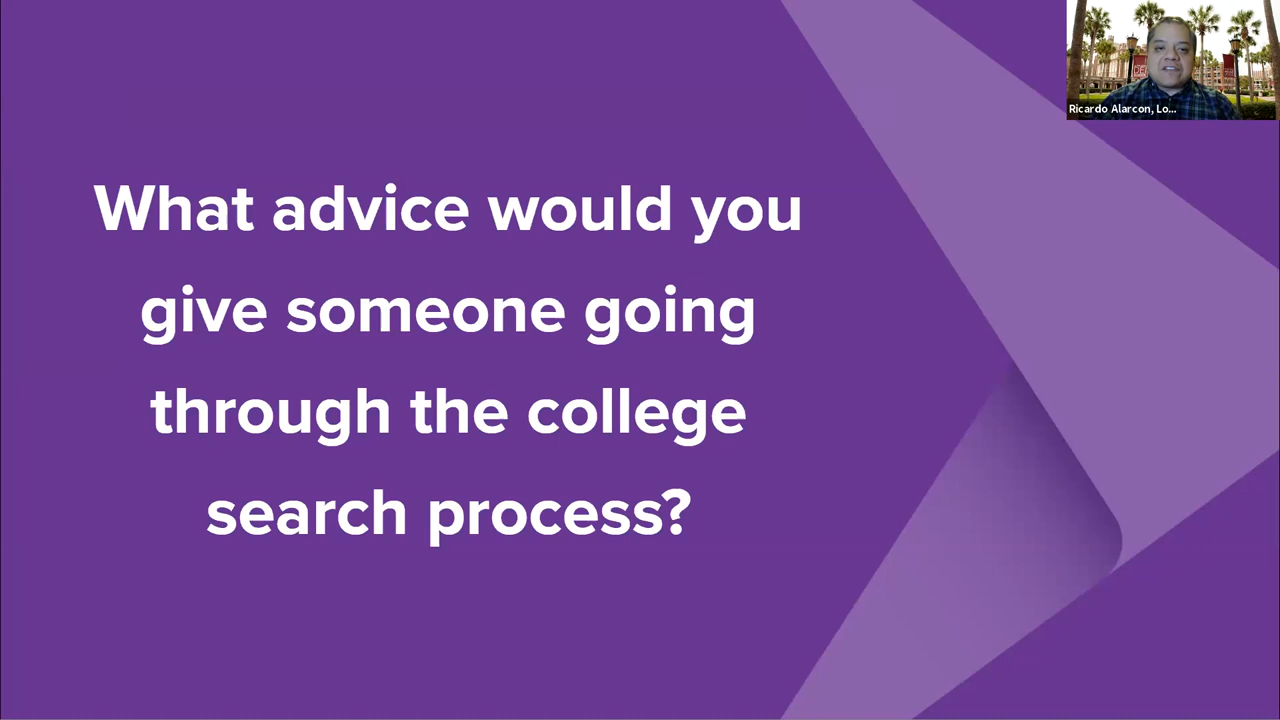 What advice would you
give someone going
through the college
search process?
Ricardo Alarcon, Lo...